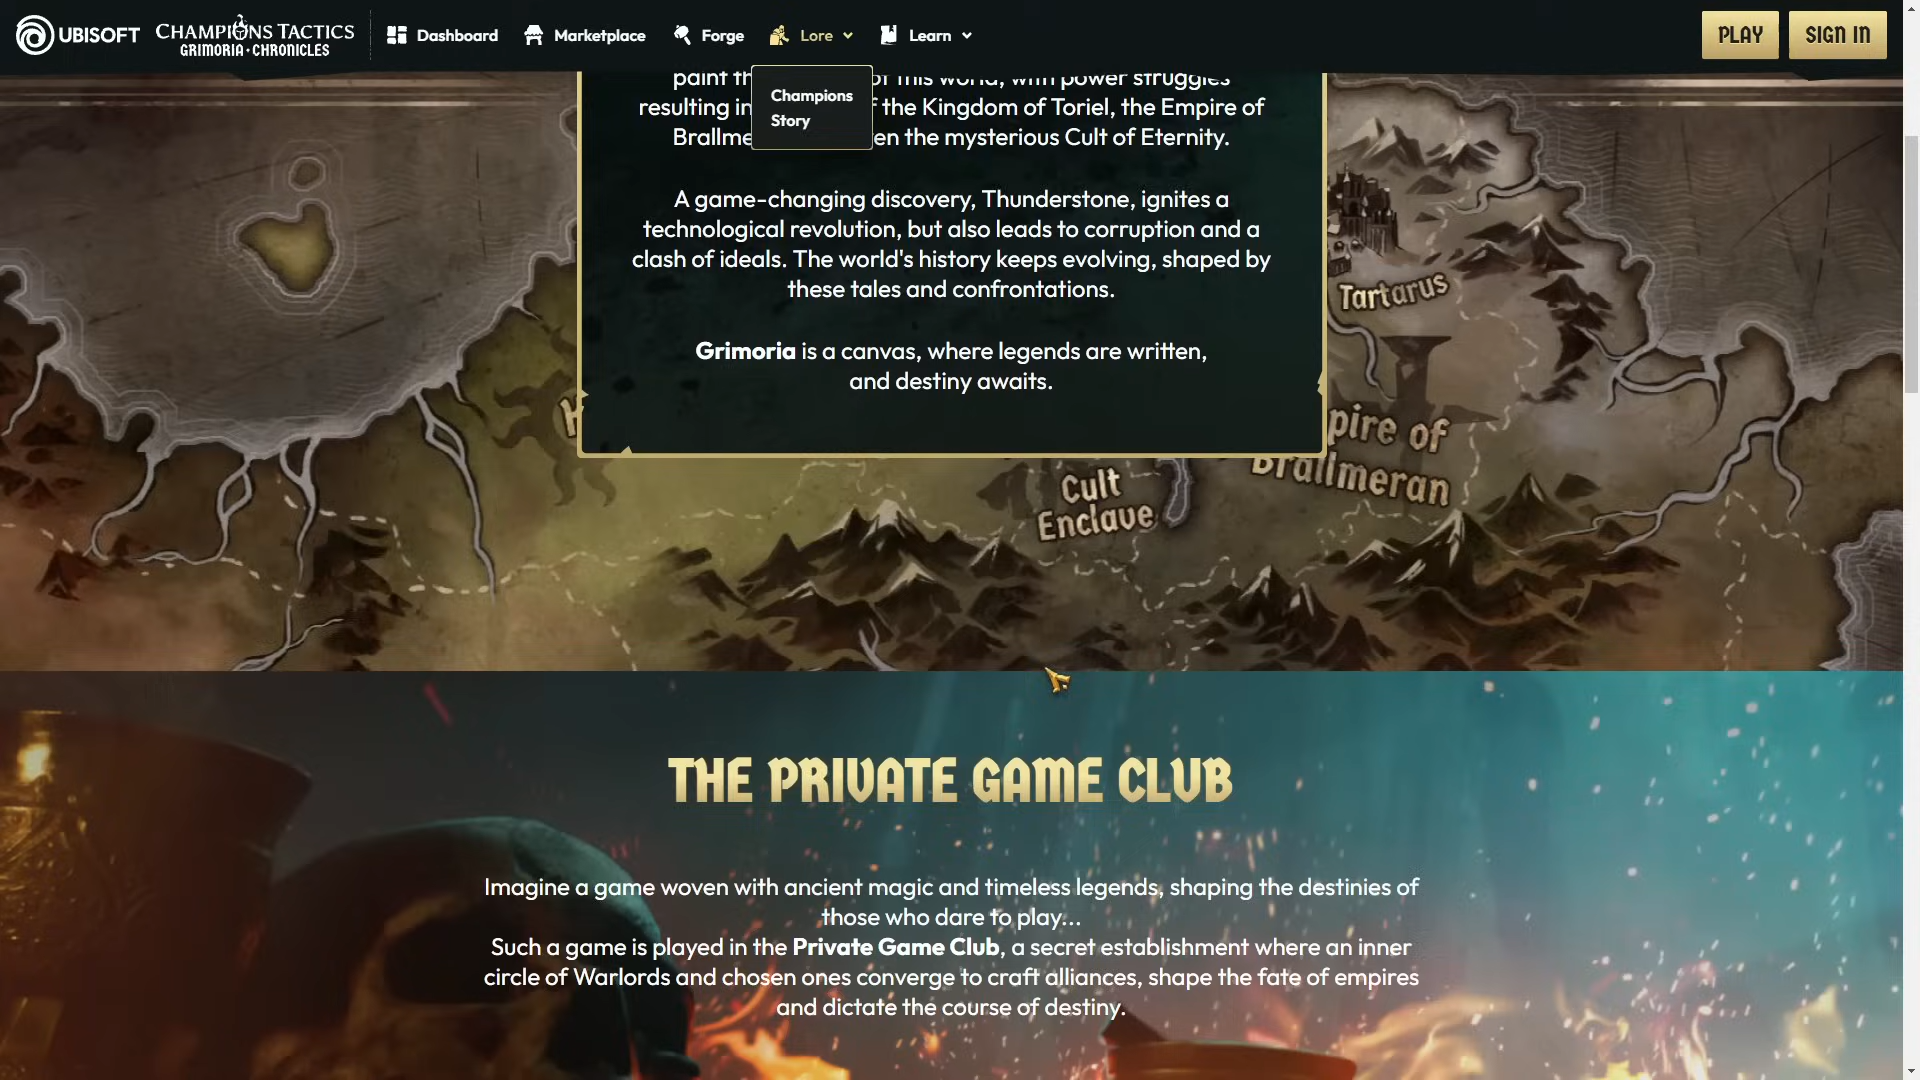 UBISOFT
CHAMPIONS TACTICS
GRIMORIA · CHRONICLES
Dashboard
Marketplace
Forge
Lore
Learn
PLAY
SIGN IN
Champions
Story
paint of this world, with power struggles
resulting in the Kingdom of Toriel, the Empire of
the mysterious Cult of Eternity.
A game-changing discovery, Thunderstone, ignites a
technological revolution, but also leads to corruption and a
clash of ideals. The world's history keeps evolving, shaped by
these tales and confrontations.
Grimoria is a canvas, where legends are written,
and destiny awaits.
Tartarus
pire of
Brallmeran
Cult
Enclave
THE PRIVATE GAME CLUB
Imagine a game woven with ancient magic and timeless legends, shaping the destinies of
those who dare to play...
Such a game is played in the Private Game Club, a secret establishment where an inner
circle of Warlords and chosen ones converge to craft alliances, shape the fate of empires
and dictate the course of destiny.